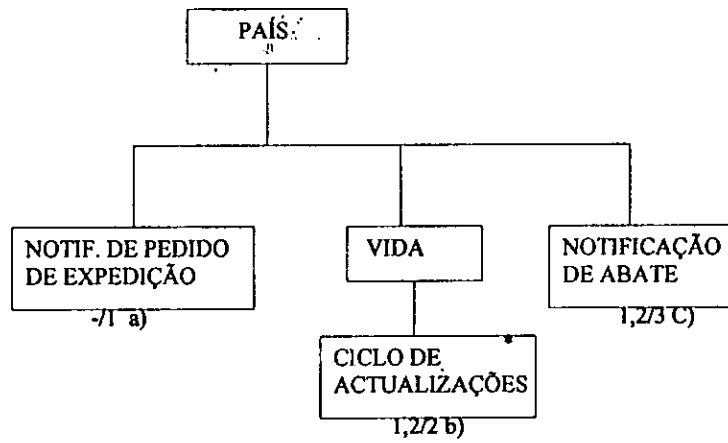 PAÍS
NOTIF. DE PEDIDO
DE EXPEDIÇÃO
-/1 a)
VIDA
NOTIFICAÇÃO
DE ABATE
1,2/3 C)
CICLO DE
ACTUALIZAÇÕES
1,2/2 b)